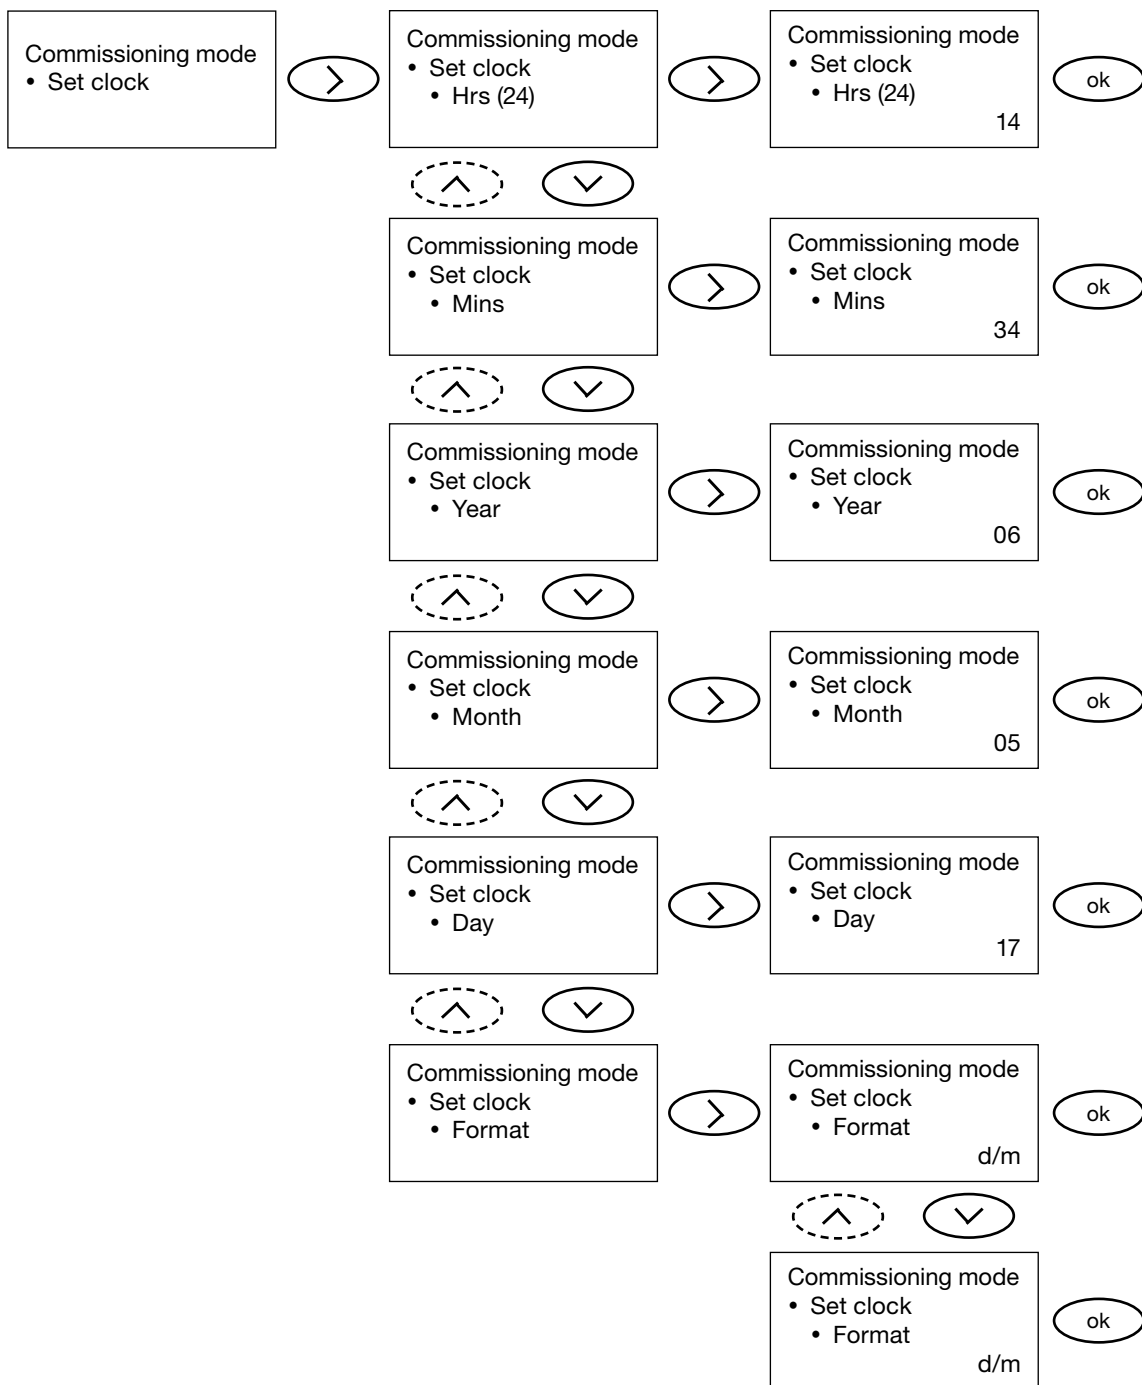 Commissioning mode
• Set clock
Commissioning mode
• Set clock
• Hrs (24)
Commissioning mode
• Set clock
• Hrs (24)
14
ok
Commissioning mode
• Set clock
• Mins
Commissioning mode
• Set clock
• Mins
34
ok
Commissioning mode
• Set clock
• Year
Commissioning mode
• Set clock
• Year
06
ok
Commissioning mode
• Set clock
• Month
Commissioning mode
• Set clock
• Month
05
ok
Commissioning mode
• Set clock
• Day
Commissioning mode
• Set clock
• Day
17
ok
Commissioning mode
• Set clock
• Format
Commissioning mode
• Set clock
• Format
d/m
ok
Commissioning mode
• Set clock
• Format
d/m
ok